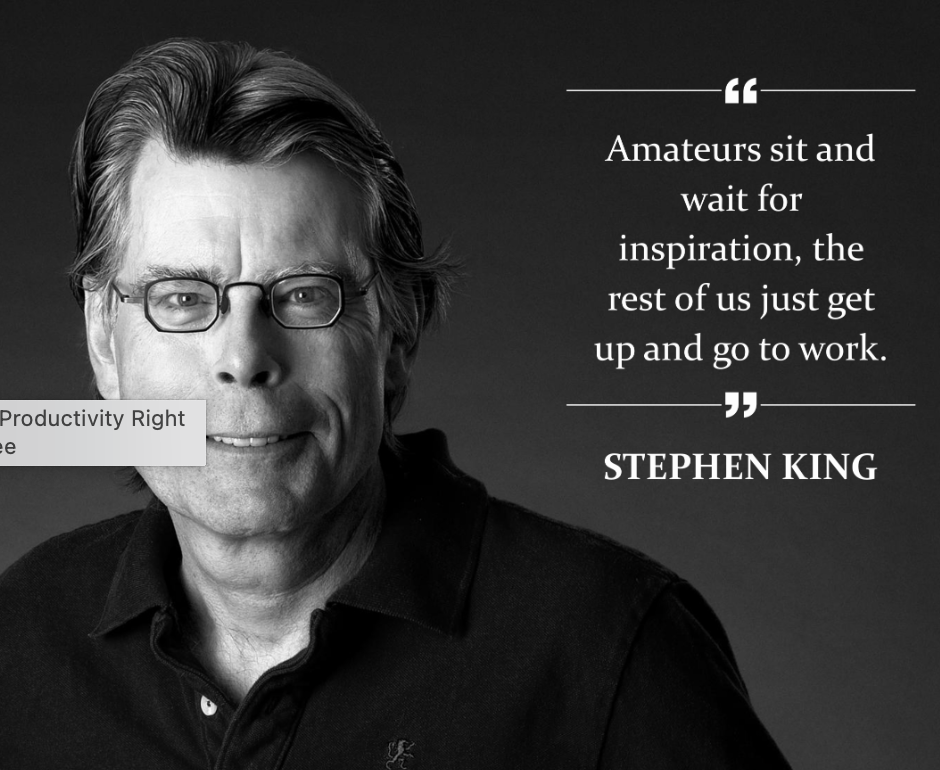 “
Amateurs sit and
wait for
inspiration, the
rest of us just get
up and go to work.
”
STEPHEN KING
Productivity Right
ee